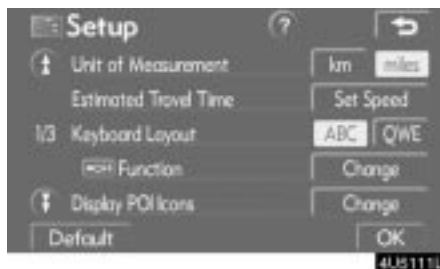 Setup ?
Unit of Measurement km miles
Estimated Travel Time Set Speed
1/3 Keyboard Layout ABC QWE
Function Change
Display POI Icons Change
Default OK